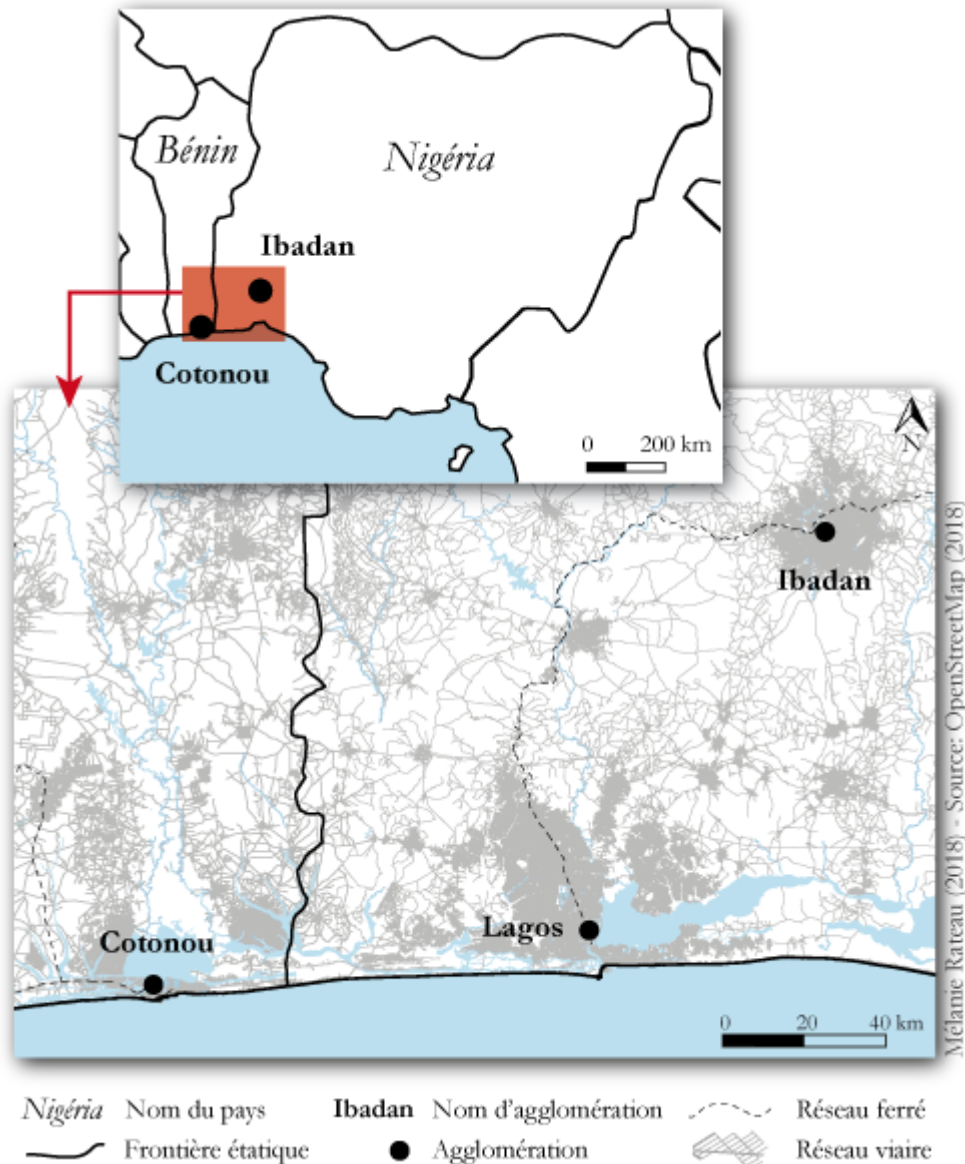 Bénin
Nigéria
Ibadan
Cotonou
0 200 km
N
Ibadan
Lagos
Cotonou
0 20 40 km
Mélanie Rateau (2018) - Source: OpenStreetMap (2018)
Nigéria Nom du pays Ibadan Nom d'agglomération Réseau ferré
Frontière étatique Agglomération Réseau viaire